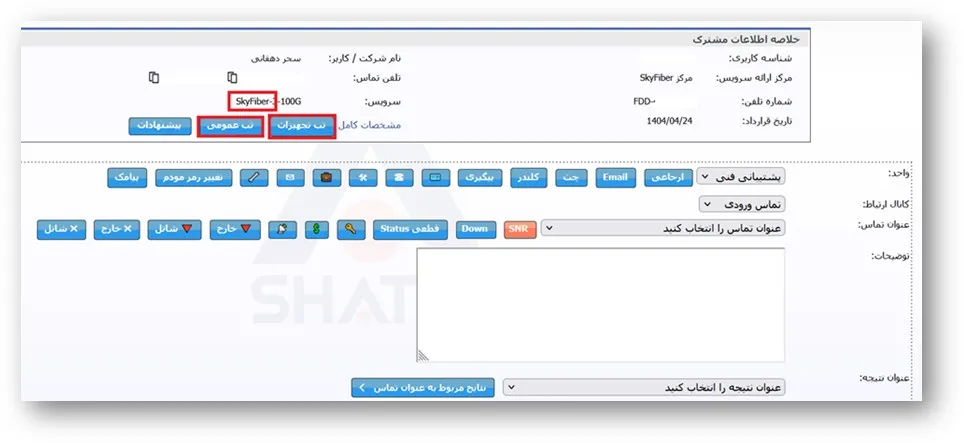 خلاصه اطلاعات مشترک
شناسه کاربری: نام شرکت / کاربر: سحر دهقانی
مرکز ارائه سرویس: مرکز SkyFiber تلفن تماس:
شماره تلفن: FDD- سرویس: SkyFiber-3-100G
تاریخ قرارداد: 1404/04/24 مشخصات کامل تب تجهیزات تب عمومی پیشنهادات
واحد: پشتیبانی فنی ارجاعی Email چت کلندر پیگیری تغییر رمز مودم پیامک
کانال ارتباط: تماس ورودی
عنوان تماس: عنوان تماس را انتخاب کنید SNR Down قطعی Status خارج شاتل خارج شاتل
توضیحات:
SHAT
عنوان نتیجه: عنوان نتیجه را انتخاب کنید نتایج مربوط به عنوان تماس